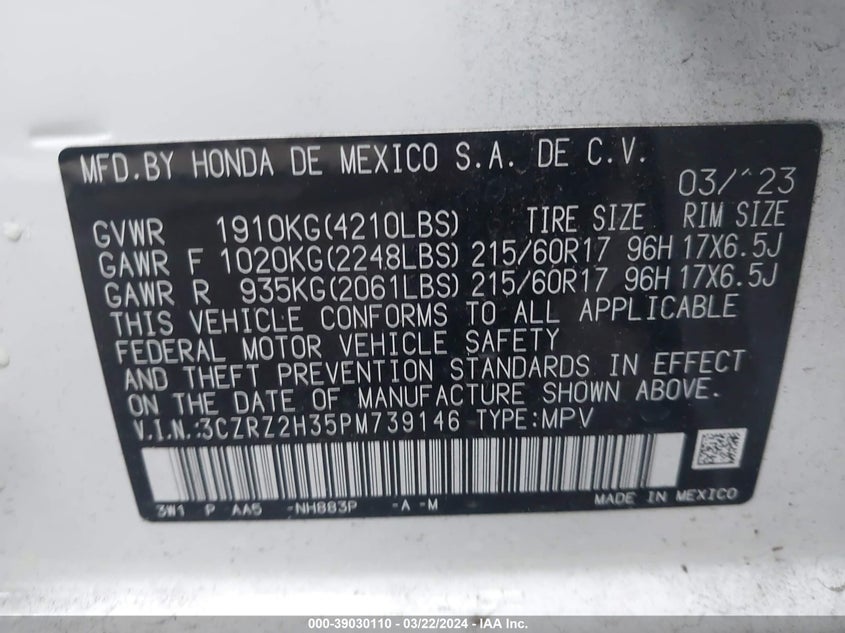 MFD.BY HONDA DE MEXICO S.A. DE C.V.
03/^23
GVWR 1910KG(4210LBS) TIRE SIZE RIM SIZE
GAWR F 1020KG(2248LBS) 215/60R17 96H 17X6.5J
GAWR R 935KG(2061LBS) 215/60R17 96H 17X6.5J
THIS VEHICLE CONFORMS TO ALL APPLICABLE
FEDERAL MOTOR VEHICLE SAFETY
AND THEFT PREVENTION STANDARDS IN EFFECT
ON THE DATE OF MANUFACTURE SHOWN ABOVE.
V.I.N.:3CZRZ2H35PM739146 TYPE:MPV
3W1 P AA5 -NH883P -A -M MADE IN MEXICO
000-39030110 - 03/22/2024 - IAA Inc.